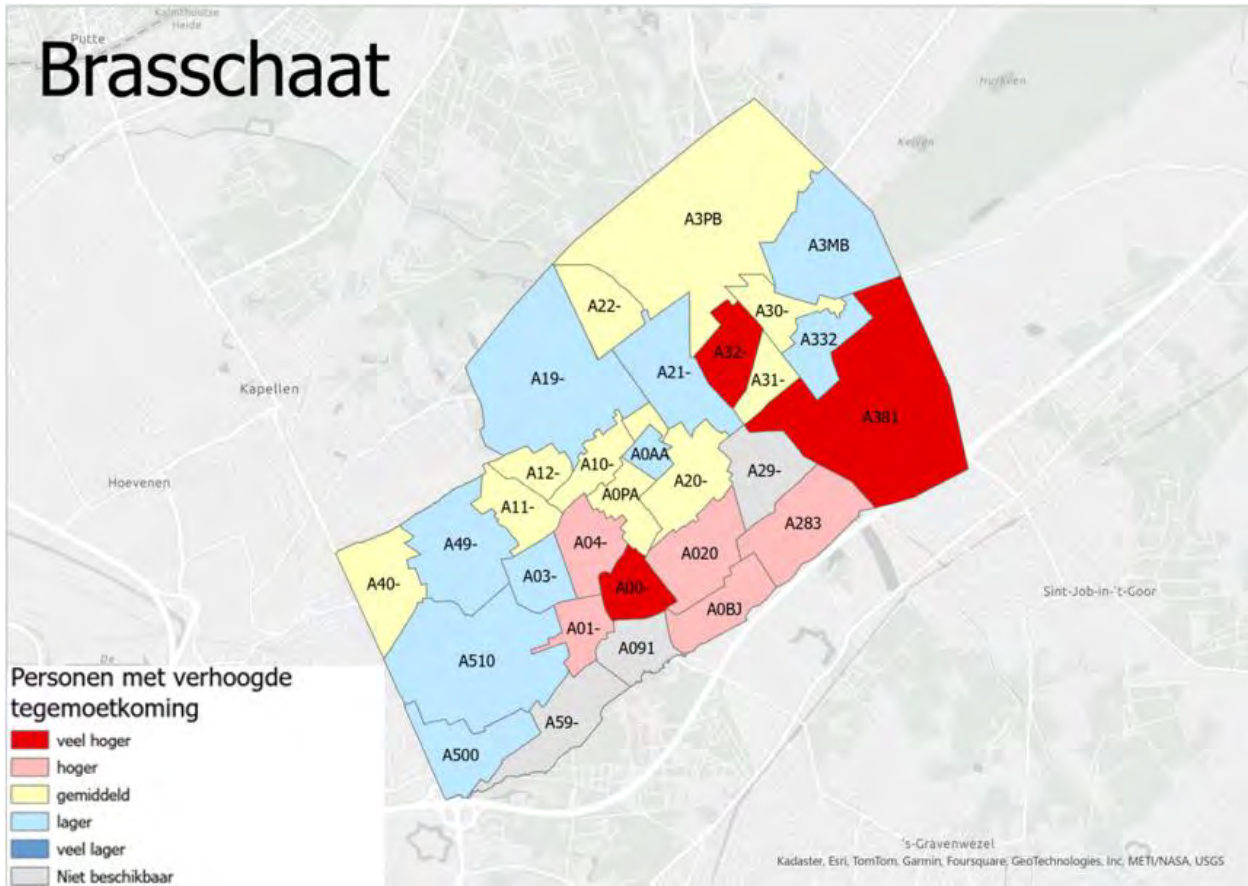 Kalmthoutse
Heide
Putte
Brasschaat
Kelven
A3PB
A3MB
A22-
A30-
A332
A32-
A19-
A21-
A31-
Kapellen
A381
A0AA
A12-
A10-
A20-
A29-
Hoevenen
A0PA
A11-
A283
A49-
A04-
A020
A03-
A40-
A00-
Sint-Job-in-'t-Goor
A0BJ
A01-
A091
De
A510
Personen met verhoogde
tegemoetkoming
A59-
veel hoger
A500
hoger
gemiddeld
lager
veel lager
's-Gravenwezel
Kadaster, Esri, TomTom, Garmin, Foursquare, GeoTechnologies, Inc, METI/NASA, USGS
Niet beschikbaar